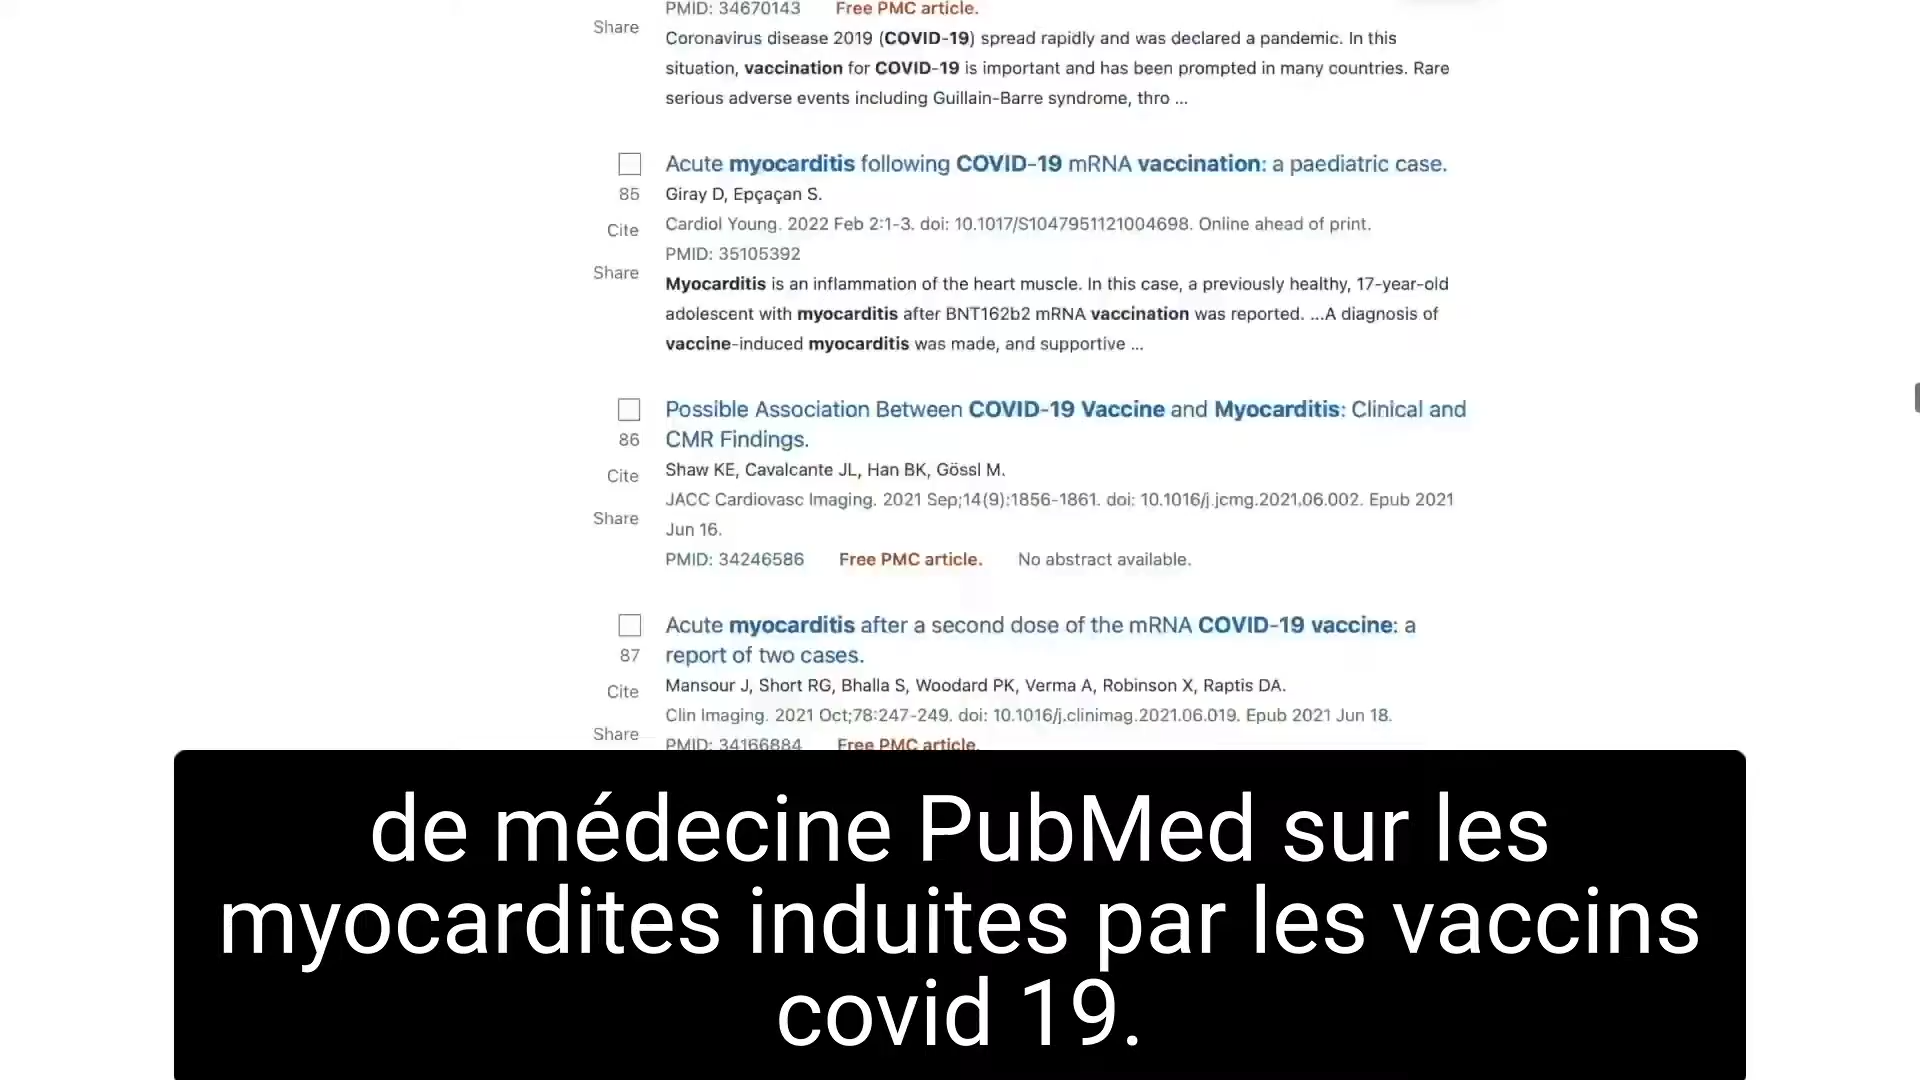 PMID: 34670143 Free PMC article.
Share
Coronavirus disease 2019 (COVID-19) spread rapidly and was declared a pandemic. In this
situation, vaccination for COVID-19 is important and has been prompted in many countries. Rare
serious adverse events including Guillain-Barre syndrome, thro ...
Acute myocarditis following COVID-19 mRNA vaccination: a paediatric case.
85
Giray D, Epçaçan S.
Cite
Cardiol Young. 2022 Feb 2:1-3. doi: 10.1017/S1047951121004698. Online ahead of print.
PMID: 35105392
Share
Myocarditis is an inflammation of the heart muscle. In this case, a previously healthy, 17-year-old
adolescent with myocarditis after BNT162b2 mRNA vaccination was reported. ...A diagnosis of
vaccine-induced myocarditis was made, and supportive ...
Possible Association Between COVID-19 Vaccine and Myocarditis: Clinical and
CMR Findings.
86
Shaw KE, Cavalcante JL, Han BK, Gössl M.
Cite
JACC Cardiovasc Imaging. 2021 Sep;14(9):1856-1861. doi: 10.1016/j.jcmg.2021.06.002. Epub 2021
Jun 16.
Share
PMID: 34246586 Free PMC article. No abstract available.
Acute myocarditis after a second dose of the mRNA COVID-19 vaccine: a
report of two cases.
87
Mansour J, Short RG, Bhalla S, Woodard PK, Verma A, Robinson X, Raptis DA.
Cite
Clin Imaging. 2021 Oct;78:247-249. doi: 10.1016/j.clinimag.2021.06.019. Epub 2021 Jun 18.
Share
PMID: 34166884 Free PMC article.
de médecine PubMed sur les
myocardites induites par les vaccins
covid 19.